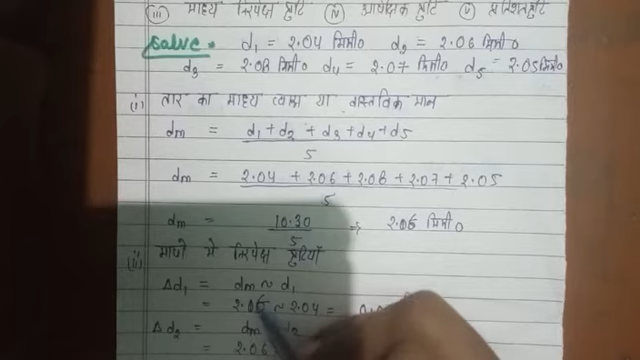 (iii) माध्य निरपेक्ष त्रुटि (iv) आपेक्षिक त्रुटि (v) प्रतिशत त्रुटि
Solve. d₁ = 2.04 मिमी० d₂ = 2.06 मिमी०
d₃ = 2.08 मिमी० d₄ = 2.07 मिमी० d₅ = 2.05 मिमी०
(i) तार का माध्य व्यास या वास्तविक मान
dm = d₁ + d₂ + d₃ + d₄ + d₅
5
dm = 2.04 + 2.06 + 2.08 + 2.07 + 2.05
5
dm = 10.30 ⇒ 2.06 मिमी०
5
(ii) मापों में निरपेक्ष त्रुटियाँ
Δd₁ = dm ~ d₁
= 2.06 ~ 2.04 =
Δd₂ = dm
= 2.06